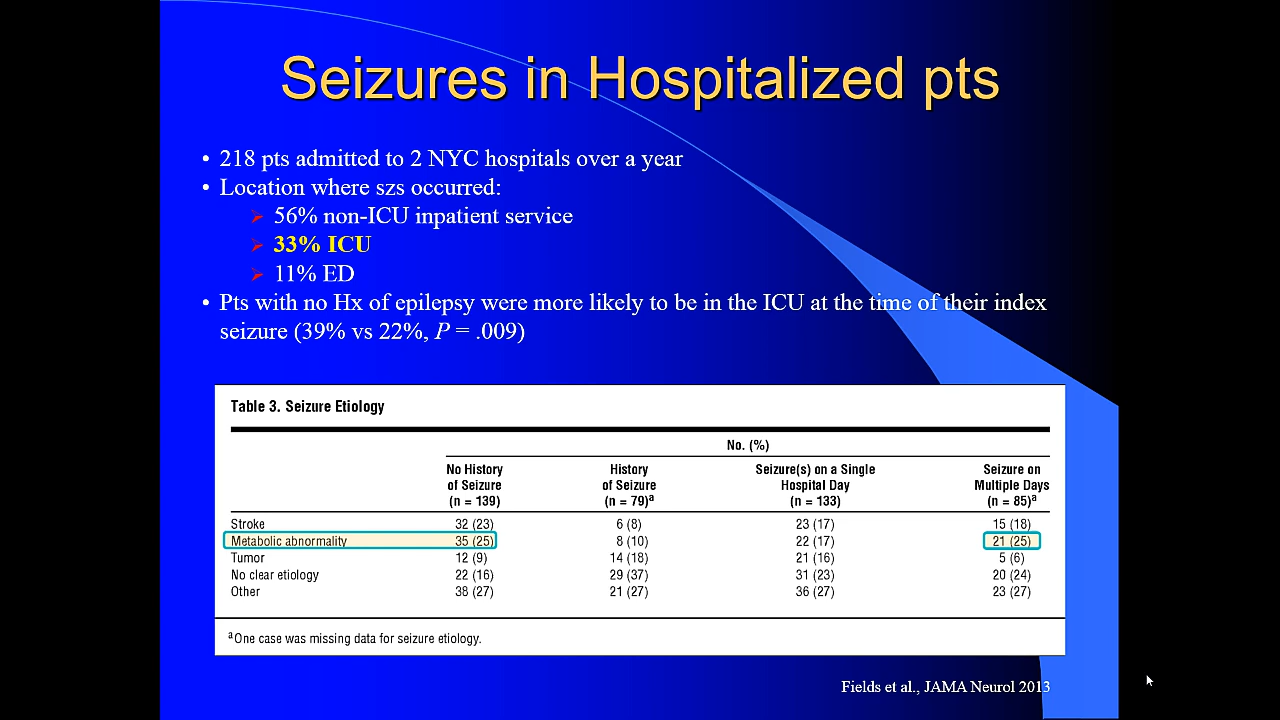 Seizures in Hospitalized pts
• 218 pts admitted to 2 NYC hospitals over a year
• Location where szs occurred:
➢ 56% non-ICU inpatient service
➢ 33% ICU
➢ 11% ED
• Pts with no Hx of epilepsy were more likely to be in the ICU at the time of their index
seizure (39% vs 22%, P = .009)
Table 3. Seizure Etiology
No. (%)
No History History Seizure(s) on a Single Seizure on
of Seizure of Seizure Hospital Day Multiple Days
(n = 139) (n = 79)a (n = 133) (n = 85)a
Stroke 32 (23) 6 (8) 23 (17) 15 (18)
Metabolic abnormality 35 (25) 8 (10) 22 (17) 21 (25)
Tumor 12 (9) 14 (18) 21 (16) 5 (6)
No clear etiology 22 (16) 29 (37) 31 (23) 20 (24)
Other 38 (27) 21 (27) 36 (27) 23 (27)
a One case was missing data for seizure etiology.
Fields et al., JAMA Neurol 2013